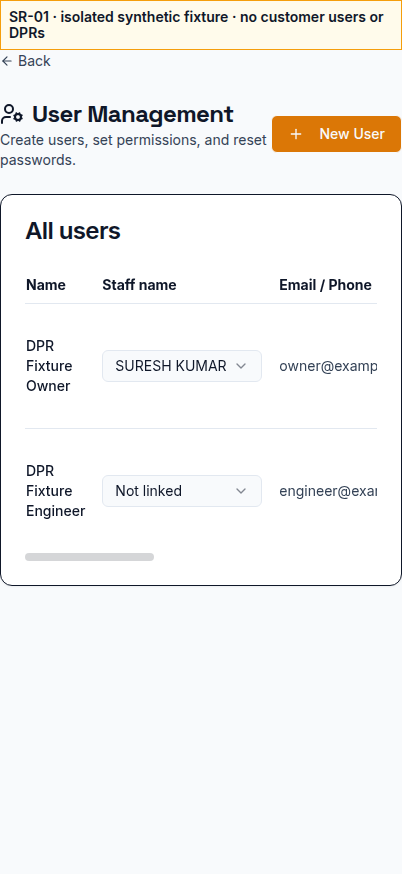 SR-01 · isolated synthetic fixture · no customer users or
DPRs
Back
User Management
Create users, set permissions, and reset
passwords.
New User
All users
Name Staff name Email / Phone
DPR
Fixture
Owner
SURESH KUMAR
owner@examp
DPR
Fixture
Engineer
Not linked
engineer@exa